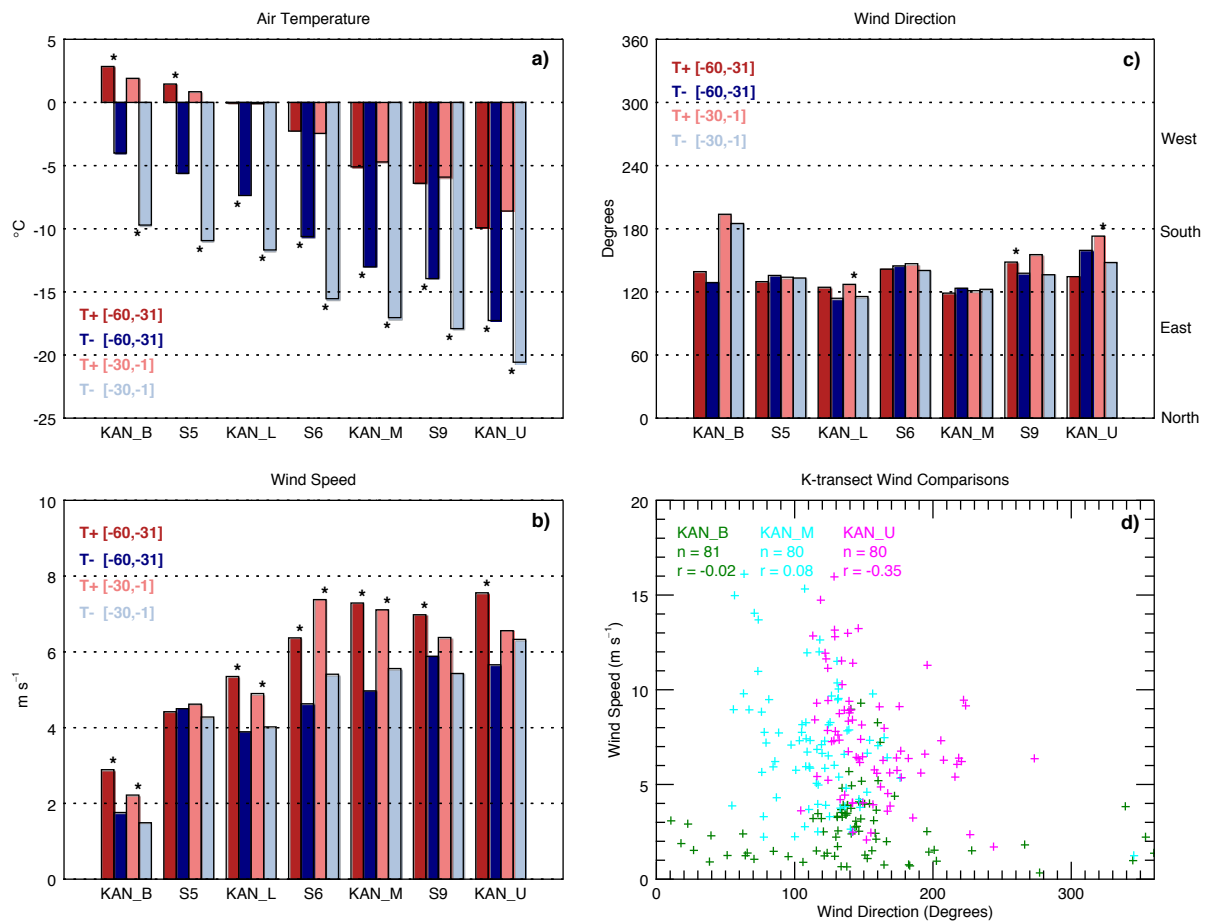 Air Temperature
a)
5
0
-5
-10
-15
-20
-25
°C
*
*
*
*
*
*
*
*
*
*
*
*
*
*
T+ [-60,-31]
T- [-60,-31]
T+ [-30,-1]
T- [-30,-1]
KAN_B S5 KAN_L S6 KAN_M S9 KAN_U
Wind Direction
c)
360
300
240
180
120
60
0
Degrees
T+ [-60,-31]
T- [-60,-31]
T+ [-30,-1]
T- [-30,-1]
*
*
*
West
South
East
North
KAN_B S5 KAN_L S6 KAN_M S9 KAN_U
Wind Speed
b)
10
8
6
4
2
0
m s⁻¹
T+ [-60,-31]
T- [-60,-31]
T+ [-30,-1]
T- [-30,-1]
*
*
*
*
*
*
*
*
*
*
KAN_B S5 KAN_L S6 KAN_M S9 KAN_U
K-transect Wind Comparisons
d)
20
15
10
5
0
Wind Speed (m s⁻¹)
KAN_B KAN_M KAN_U
n = 81 n = 80 n = 80
r = -0.02 r = 0.08 r = -0.35
0 100 200 300
Wind Direction (Degrees)